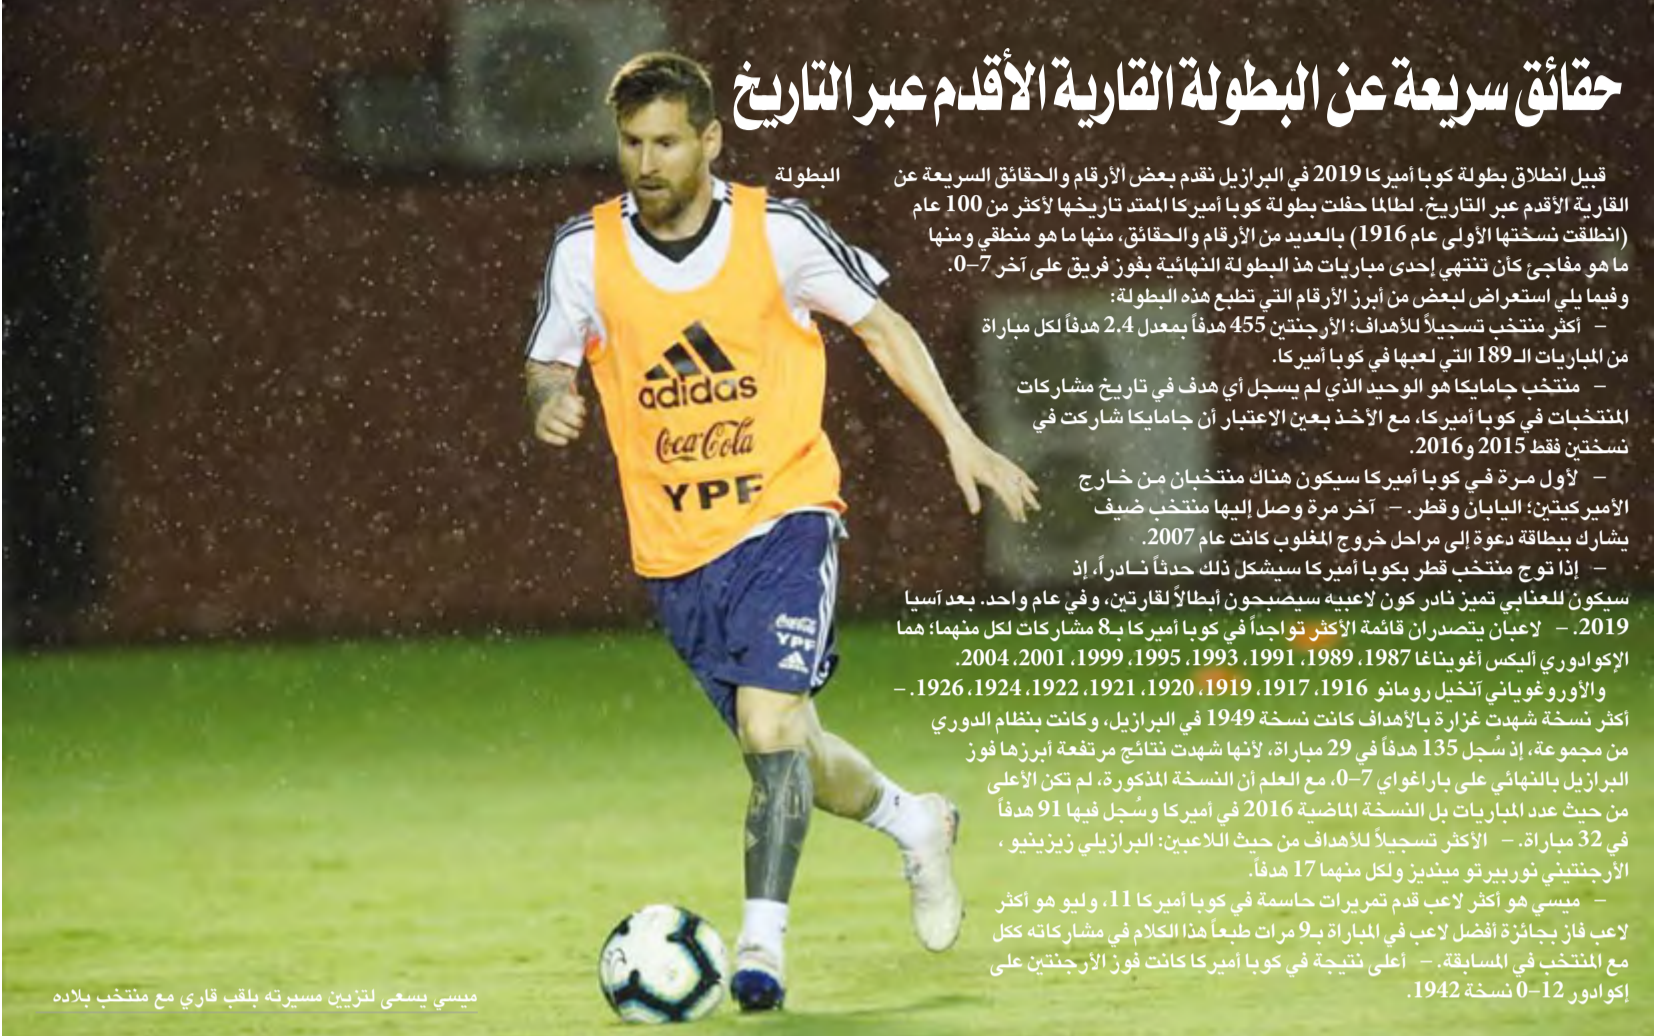 حقائق سريعة عن البطولة القارية الأقدم عبر التاريخ
قبيل انطلاق بطولة كوبا أميركا 2019 في البرازيل نقدم بعض الأرقام والحقائق السريعة عن البطولة
القارية الأقدم عبر التاريخ. لطالما حفلت بطولة كوبا أميركا الممتد تاريخها لأكثر من 100 عام
(انطلقت نسختها الأولى عام 1916) بالعديد من الأرقام والحقائق، منها ما هو منطقي ومنها
ما هو مفاجئ كأن تنتهي إحدى مباريات هذ البطولة النهائية بفوز فريق على آخر 7–0.
وفيما يلي استعراض لبعض من أبرز الأرقام التي تطبع هذه البطولة:
– أكثر منتخب تسجيلاً للأهداف؛ الأرجنتين 455 هدفاً بمعدل 2.4 هدفاً لكل مباراة
من المباريات الـ189 التي لعبها في كوبا أميركا.
– منتخب جامايكا هو الوحيد الذي لم يسجل أي هدف في تاريخ مشاركات
المنتخبات في كوبا أميركا، مع الأخذ بعين الاعتبار أن جامايكا شاركت في
نسختين فقط 2015 و2016.
– لأول مرة في كوبا أميركا سيكون هناك منتخبان من خارج
الأميركيتين؛ اليابان وقطر. – آخر مرة وصل إليها منتخب ضيف
يشارك ببطاقة دعوة إلى مراحل خروج المغلوب كانت عام 2007.
– إذا توج منتخب قطر بكوبا أميركا سيشكل ذلك حدثاً نادراً، إذ
سيكون للعنابي تميز نادر كون لاعبيه سيصبحون أبطالاً لقارتين، وفي عام واحد. بعد آسيا
2019. – لاعبان يتصدران قائمة الأكثر تواجداً في كوبا أميركا بـ8 مشاركات لكل منهما؛ هما
الإكوادوري أليكس أغويناغا 1987، 1989، 1991، 1993، 1995، 1999، 2001، 2004.
والأوروغوياني آنخيل رومانو 1916، 1917، 1919، 1920، 1921، 1922، 1924، 1926. –
أكثر نسخة شهدت غزارة بالأهداف كانت نسخة 1949 في البرازيل، وكانت بنظام الدوري
من مجموعة، إذ سُجل 135 هدفاً في 29 مباراة، لأنها شهدت نتائج مرتفعة أبرزها فوز
البرازيل بالنهائي على باراغواي 7–0، مع العلم أن النسخة المذكورة، لم تكن الأعلى
من حيث عدد المباريات بل النسخة الماضية 2016 في أميركا وسُجل فيها 91 هدفاً
في 32 مباراة. – الأكثر تسجيلاً للأهداف من حيث اللاعبين: البرازيلي زيزينيو ،
الأرجنتيني نوربيرتو مينديز ولكل منهما 17 هدفاً.
– ميسي هو أكثر لاعب قدم تمريرات حاسمة في كوبا أميركا 11، وليو هو أكثر
لاعب فاز بجائزة أفضل لاعب في المباراة بـ9 مرات طبعاً هذا الكلام في مشاركاته ككل
مع المنتخب في المسابقة. – أعلى نتيجة في كوبا أميركا كانت فوز الأرجنتين على
إكوادور 12–0 نسخة 1942.
adidas
Coca-Cola
YPF
Coca-Cola
YPF
ميسي يسعى لتزيين مسيرته بلقب قاري مع منتخب بلاده